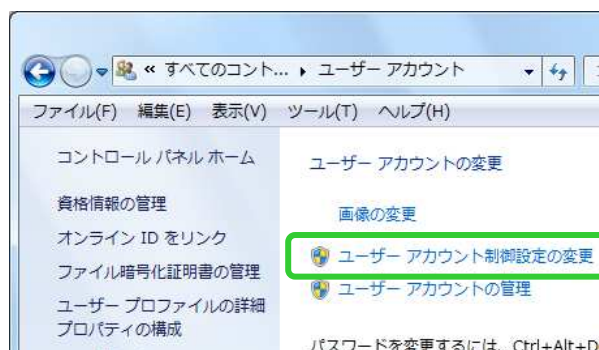 « すべてのコント... ▸ ユーザー アカウント
ファイル(F) 編集(E) 表示(V) ツール(T) ヘルプ(H)
コントロール パネル ホーム
資格情報の管理
オンライン ID をリンク
ファイル暗号化証明書の管理
ユーザー プロファイルの詳細
プロパティの構成
ユーザー アカウントの変更
画像の変更
ユーザー アカウント制御設定の変更
ユーザー アカウントの管理
パスワードを変更するには、Ctrl+Alt+D